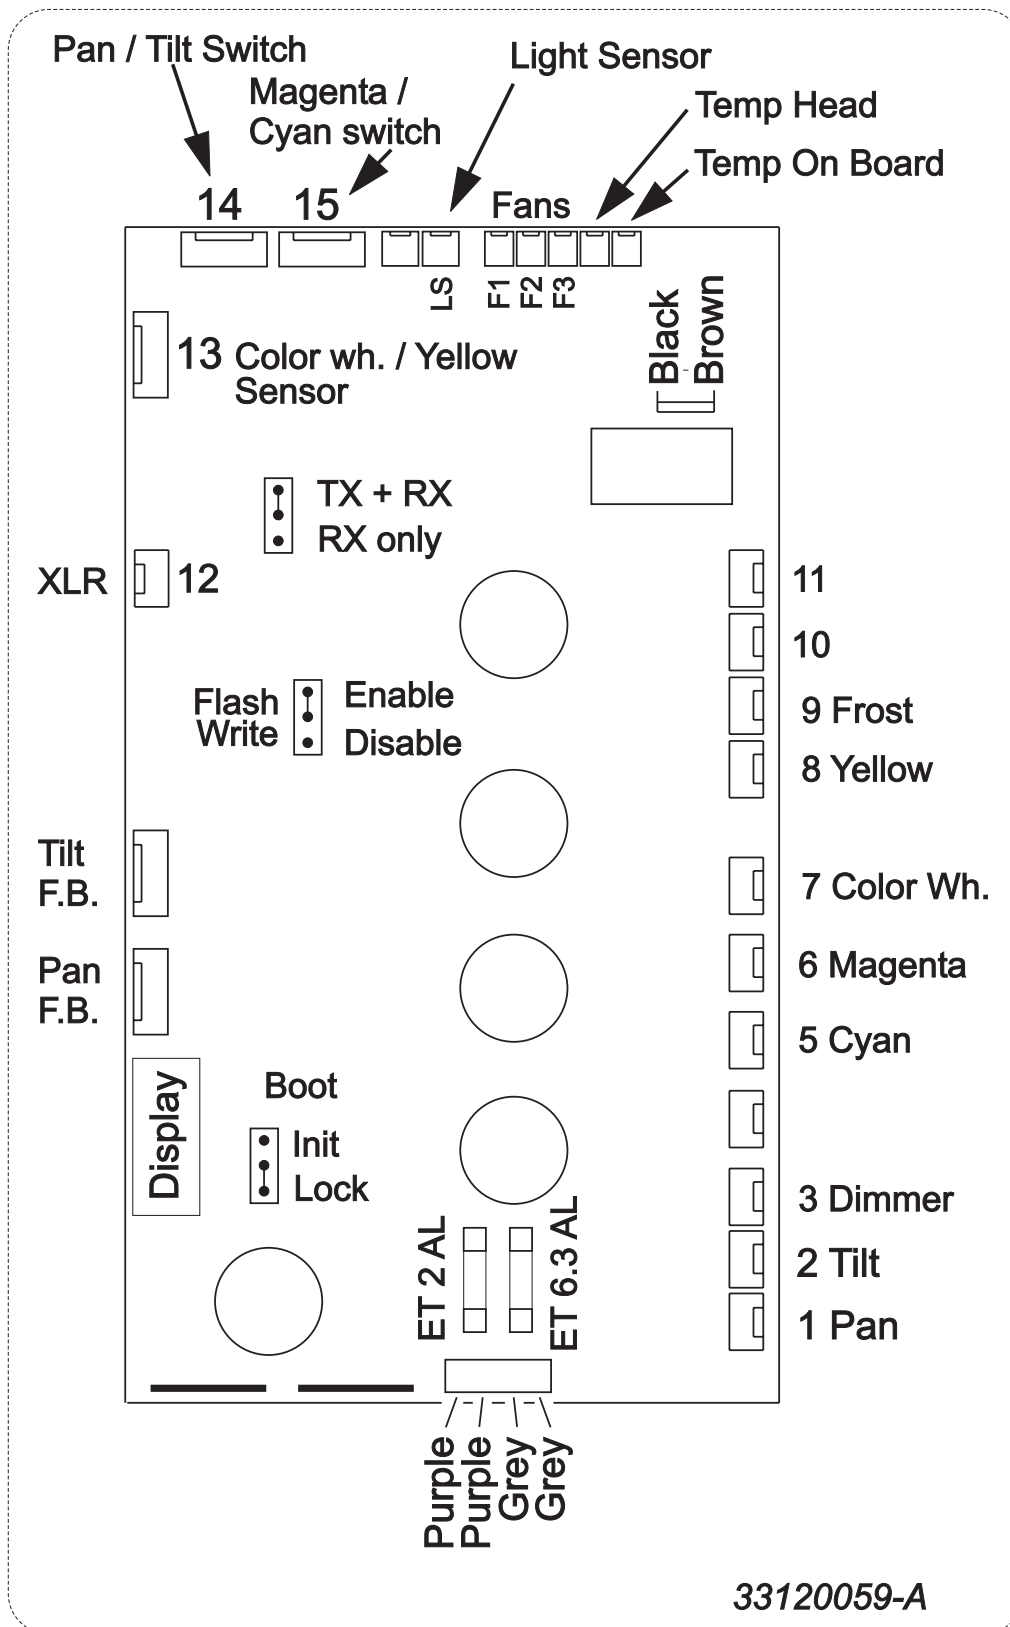 Pan / Tilt Switch
Light Sensor
Magenta /
Cyan switch
Temp Head
Temp On Board
14
15
Fans
LS
F1
F2
F3
Black
Brown
13 Color wh. / Yellow
Sensor
TX + RX
RX only
XLR
12
11
10
Flash
Write
Enable
Disable
9 Frost
8 Yellow
Tilt
F.B.
7 Color Wh.
Pan
F.B.
6 Magenta
5 Cyan
Display
Boot
Init
Lock
3 Dimmer
2 Tilt
1 Pan
ET 2 AL
ET 6.3 AL
Purple
Purple
Grey
Grey
33120059-A